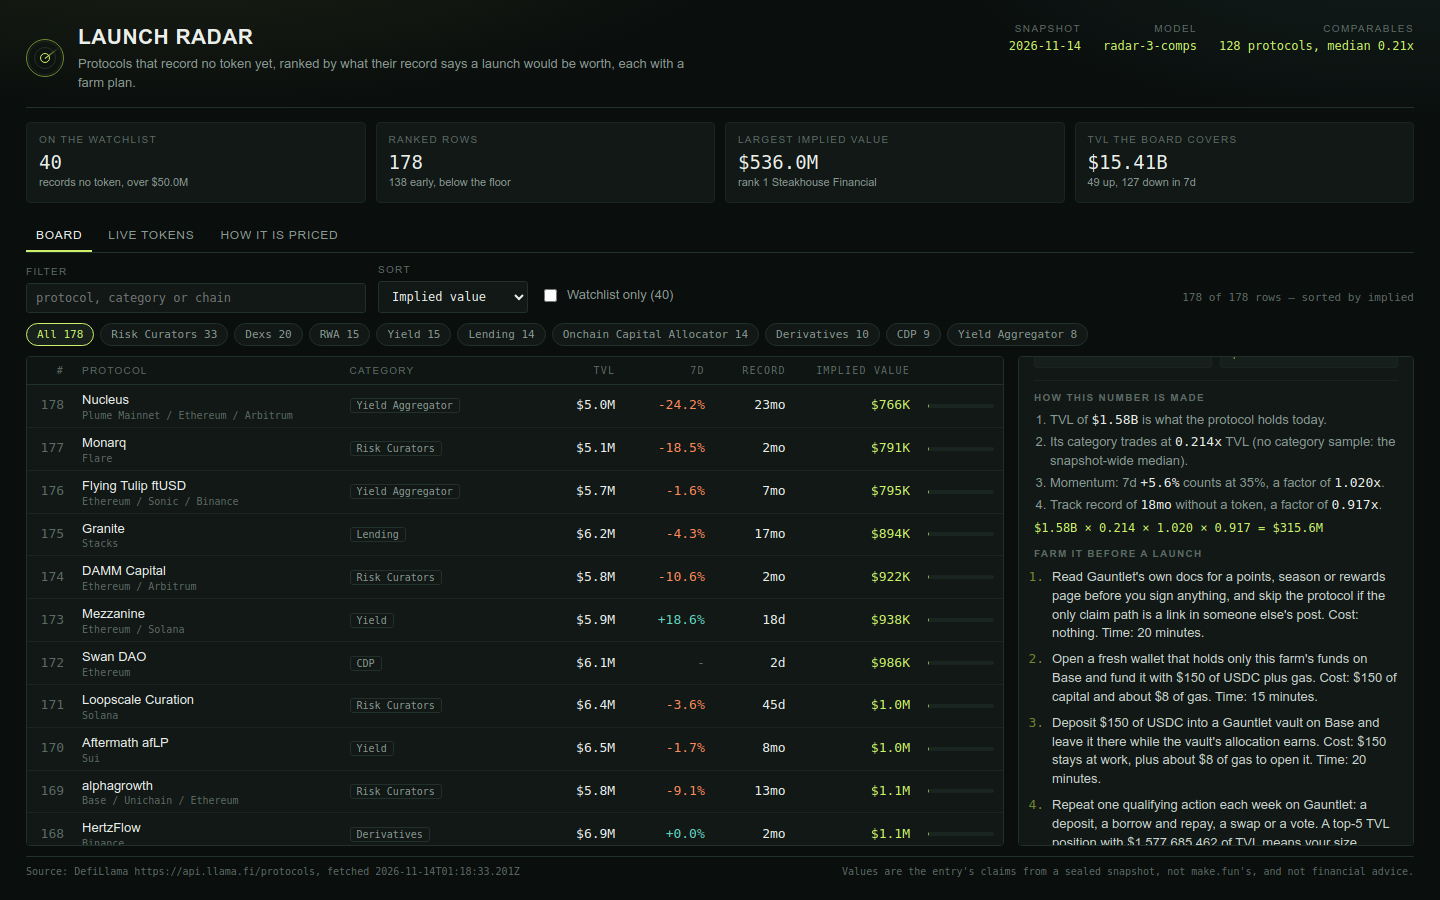 LAUNCH RADAR
Protocols that record no token yet, ranked by what their record says a launch would be worth, each with a
farm plan.
SNAPSHOT
2026-11-14
MODEL
radar-3-comps
COMPARABLES
128 protocols, median 0.21x
ON THE WATCHLIST
40
records no token, over $50.0M
RANKED ROWS
178
138 early, below the floor
LARGEST IMPLIED VALUE
$536.0M
rank 1 Steakhouse Financial
TVL THE BOARD COVERS
$15.41B
49 up, 127 down in 7d
BOARD LIVE TOKENS HOW IT IS PRICED
FILTER
protocol, category or chain
SORT
Implied value
Watchlist only (40)
178 of 178 rows — sorted by implied
All 178 Risk Curators 33 Dexs 20 RWA 15 Yield 15 Lending 14 Onchain Capital Allocator 14 Derivatives 10 CDP 9 Yield Aggregator 8
# PROTOCOL CATEGORY TVL 7D RECORD IMPLIED VALUE
178 Nucleus Yield Aggregator $5.0M -24.2% 23mo $766K
Plume Mainnet / Ethereum / Arbitrum
177 Monarq Risk Curators $5.1M -18.5% 2mo $791K
Flare
176 Flying Tulip ftUSD Yield Aggregator $5.7M -1.6% 7mo $795K
Ethereum / Sonic / Binance
175 Granite Lending $6.2M -4.3% 17mo $894K
Stacks
174 DAMM Capital Risk Curators $5.8M -10.6% 2mo $922K
Ethereum / Arbitrum
173 Mezzanine Yield $5.9M +18.6% 18d $938K
Ethereum / Solana
172 Swan DAO CDP $6.1M - 2d $986K
Ethereum
171 Loopscale Curation Risk Curators $6.4M -3.6% 45d $1.0M
Solana
170 Aftermath afLP Yield $6.5M -1.7% 8mo $1.0M
Sui
169 alphagrowth Risk Curators $5.8M -9.1% 13mo $1.1M
Base / Unichain / Ethereum
168 HertzFlow Derivatives $6.9M +0.0% 2mo $1.1M
Binance
HOW THIS NUMBER IS MADE
1. TVL of $1.58B is what the protocol holds today.
2. Its category trades at 0.214x TVL (no category sample: the
snapshot-wide median).
3. Momentum: 7d +5.6% counts at 35%, a factor of 1.020x.
4. Track record of 18mo without a token, a factor of 0.917x.
$1.58B × 0.214 × 1.020 × 0.917 = $315.6M
FARM IT BEFORE A LAUNCH
1. Read Gauntlet's own docs for a points, season or rewards
page before you sign anything, and skip the protocol if the
only claim path is a link in someone else's post. Cost:
nothing. Time: 20 minutes.
2. Open a fresh wallet that holds only this farm's funds on
Base and fund it with $150 of USDC plus gas. Cost: $150 of
capital and about $8 of gas. Time: 15 minutes.
3. Deposit $150 of USDC into a Gauntlet vault on Base and
leave it there while the vault's allocation earns. Cost: $150
stays at work, plus about $8 of gas to open it. Time: 20
minutes.
4. Repeat one qualifying action each week on Gauntlet: a
deposit, a borrow and repay, a swap or a vote. A top-5 TVL
position with $1,577,685,462 of TVL means your size
Source: DefiLlama https://api.llama.fi/protocols, fetched 2026-11-14T01:18:33.201Z
Values are the entry's claims from a sealed snapshot, not make.fun's, and not financial advice.